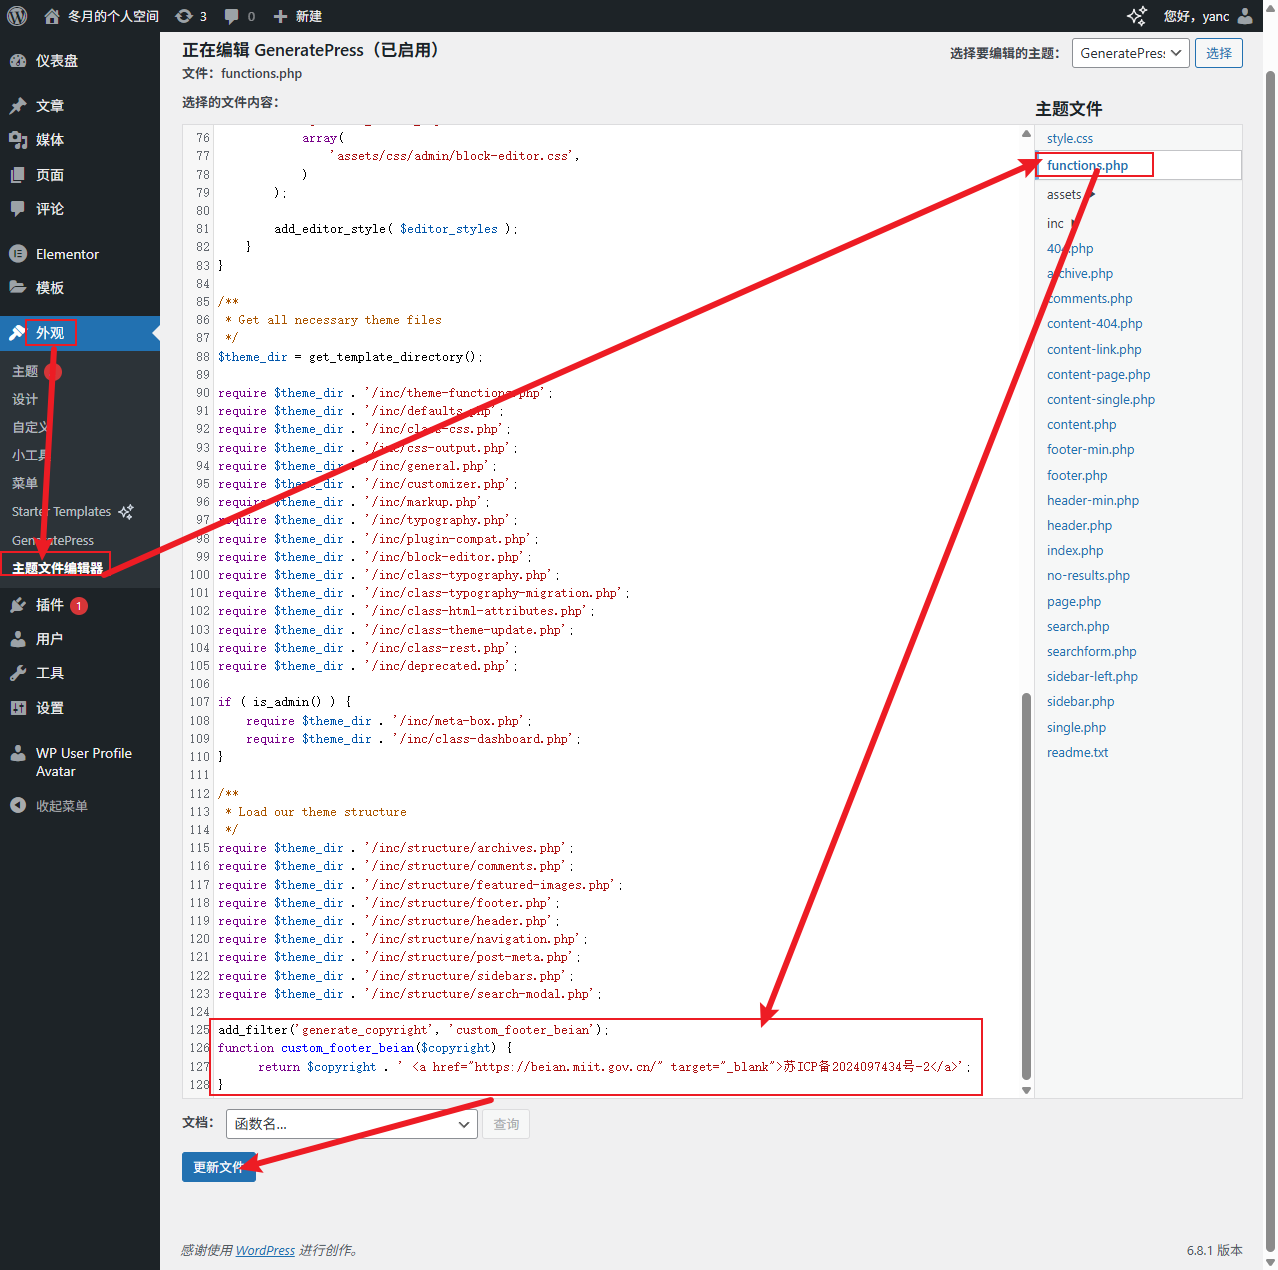 冬月的个人空间
3
0
新建
您好，yanc
仪表盘
文章
媒体
页面
评论
Elementor
模板
外观
主题
设计
自定义
小工具
菜单
Starter Templates
GeneratePress
主题文件编辑器
插件 1
用户
工具
设置
WP User Profile
Avatar
收起菜单
正在编辑 GeneratePress（已启用）
文件：functions.php
选择要编辑的主题：
GeneratePress
选择
选择的文件内容：
76 array(
77 'assets/css/admin/block-editor.css',
78 )
79 );
80
81 add_editor_style( $editor_styles );
82 }
83 }
84
85 /**
86 * Get all necessary theme files
87 */
88 $theme_dir = get_template_directory();
89
90 require $theme_dir . '/inc/theme-functions.php';
91 require $theme_dir . '/inc/defaults.php';
92 require $theme_dir . '/inc/class-css.php';
93 require $theme_dir . '/inc/css-output.php';
94 require $theme_dir . '/inc/general.php';
95 require $theme_dir . '/inc/customizer.php';
96 require $theme_dir . '/inc/markup.php';
97 require $theme_dir . '/inc/typography.php';
98 require $theme_dir . '/inc/plugin-compat.php';
99 require $theme_dir . '/inc/block-editor.php';
100 require $theme_dir . '/inc/class-typography.php';
101 require $theme_dir . '/inc/class-typography-migration.php';
102 require $theme_dir . '/inc/class-html-attributes.php';
103 require $theme_dir . '/inc/class-theme-update.php';
104 require $theme_dir . '/inc/class-rest.php';
105 require $theme_dir . '/inc/deprecated.php';
106
107 if ( is_admin() ) {
108 require $theme_dir . '/inc/meta-box.php';
109 require $theme_dir . '/inc/class-dashboard.php';
110 }
111
112 /**
113 * Load our theme structure
114 */
115 require $theme_dir . '/inc/structure/archives.php';
116 require $theme_dir . '/inc/structure/comments.php';
117 require $theme_dir . '/inc/structure/featured-images.php';
118 require $theme_dir . '/inc/structure/footer.php';
119 require $theme_dir . '/inc/structure/header.php';
120 require $theme_dir . '/inc/structure/navigation.php';
121 require $theme_dir . '/inc/structure/post-meta.php';
122 require $theme_dir . '/inc/structure/sidebars.php';
123 require $theme_dir . '/inc/structure/search-modal.php';
124
125 add_filter('generate_copyright', 'custom_footer_beian');
126 function custom_footer_beian($copyright) {
127 return $copyright . ' <a href="https://beian.miit.gov.cn/" target="_blank">苏ICP备2024097434号-2</a>';
128 }
主题文件
style.css
functions.php
assets
inc
404.php
archive.php
comments.php
content-404.php
content-link.php
content-page.php
content-single.php
content.php
footer-min.php
footer.php
header-min.php
header.php
index.php
no-results.php
page.php
search.php
searchform.php
sidebar-left.php
sidebar.php
single.php
readme.txt
文档：
函数名...
查询
更新文件
感谢使用 WordPress 进行创作。
6.8.1 版本